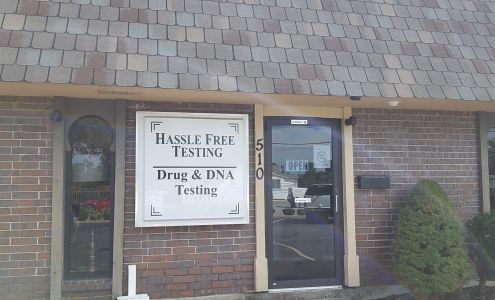 HASSLE FREE
TESTING
Drug & DNA
Testing
510
OPEN